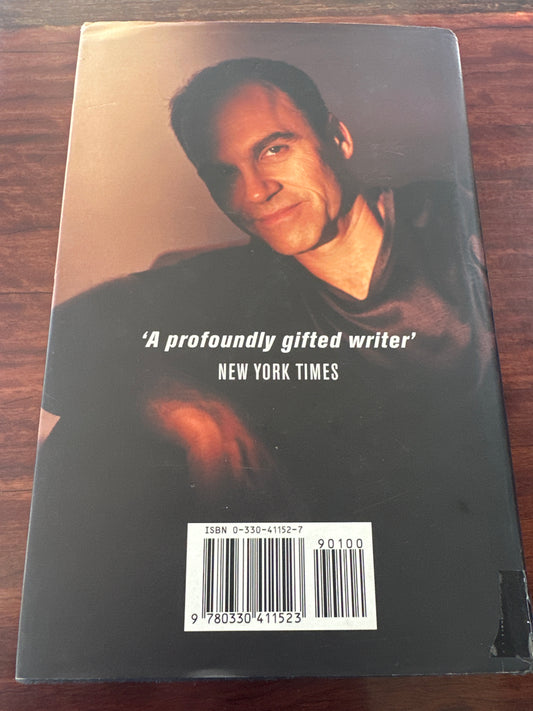 ‘A profoundly gifted writer’
NEW YORK TIMES
ISBN 0-330-41152-7
90100
9 780330 411523